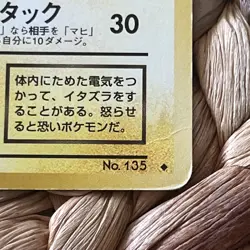 タック 30
」なら相手を「マヒ」
自分に10ダメージ。
体内にためた電気をつ
かって、イタズラをする
ことがある。怒らせる
と恐いポケモンだ。
No. 135 ◆